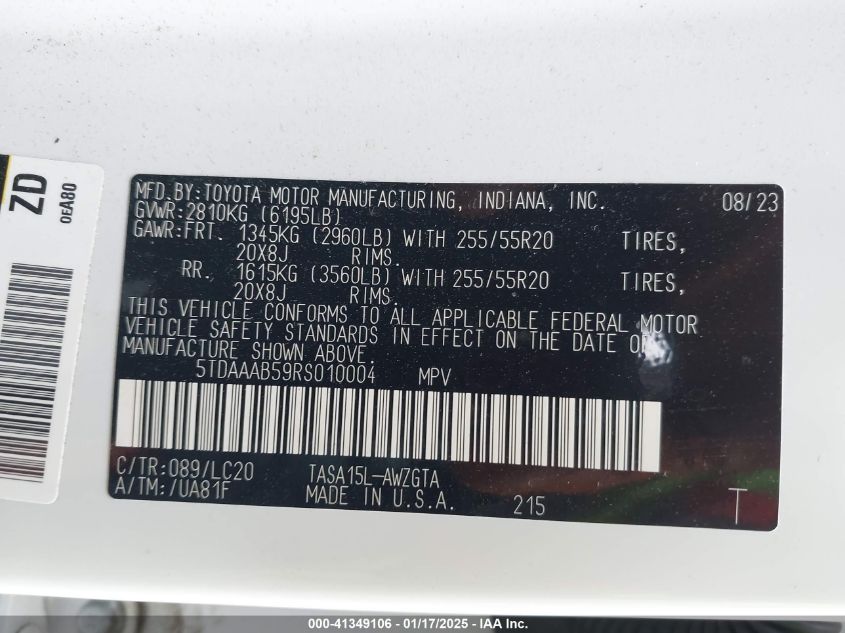 MFD.BY:TOYOTA MOTOR MANUFACTURING, INDIANA, INC. 08/23
GVWR:2810KG (6195LB)
GAWR:FRT. 1345KG (2960LB) WITH 255/55R20 TIRES,
20X8J RIMS.
RR. 1615KG (3560LB) WITH 255/55R20 TIRES,
20X8J RIMS.
THIS VEHICLE CONFORMS TO ALL APPLICABLE FEDERAL MOTOR
VEHICLE SAFETY STANDARDS IN EFFECT ON THE DATE OF
MANUFACTURE SHOWN ABOVE.
5TDAAAB59RS010004 MPV
C/TR:089/LC20 TASA15L-AWZGTA
A/TM:/UA81F MADE IN U.S.A. 215 T
ZD
0EA80
000-41349106 - 01/17/2025 - IAA Inc.